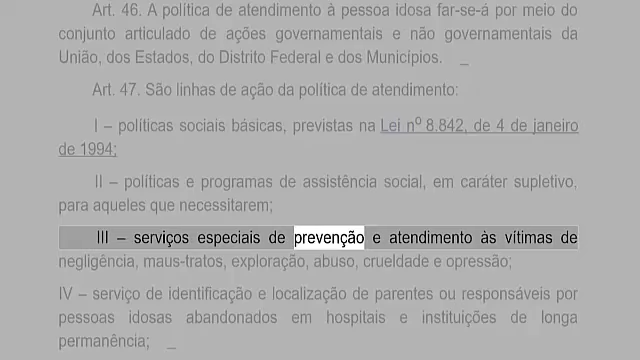 Art. 46. A política de atendimento à pessoa idosa far-se-á por meio do
conjunto articulado de ações governamentais e não governamentais da
União, dos Estados, do Distrito Federal e dos Municípios. _
Art. 47. São linhas de ação da política de atendimento:
I – políticas sociais básicas, previstas na Lei nº 8.842, de 4 de janeiro
de 1994;
II – políticas e programas de assistência social, em caráter supletivo,
para aqueles que necessitarem;
III – serviços especiais de prevenção e atendimento às vítimas de
negligência, maus-tratos, exploração, abuso, crueldade e opressão;
IV – serviço de identificação e localização de parentes ou responsáveis por
pessoas idosas abandonados em hospitais e instituições de longa
permanência; _